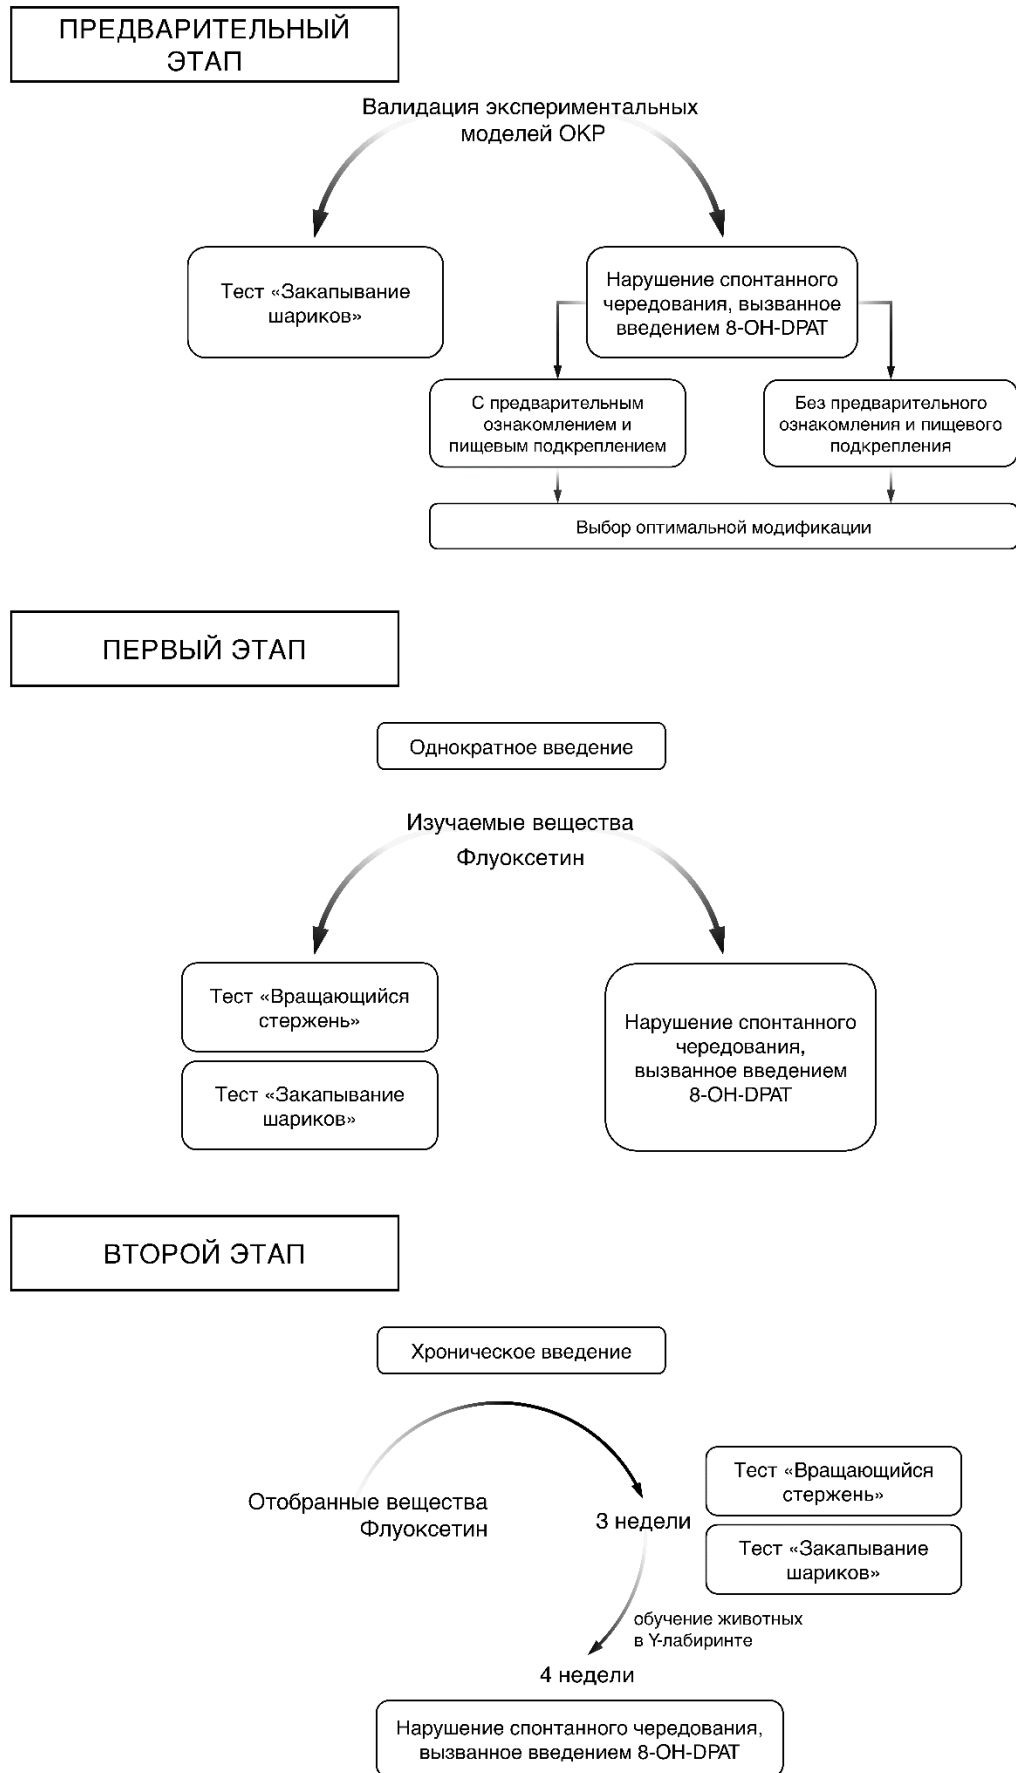 ПРЕДВАРИТЕЛЬНЫЙ
ЭТАП
Валидация экспериментальных
моделей ОКР
Тест «Закапывание
шариков»
Нарушение спонтанного
чередования, вызванное
введением 8-OH-DPAT
С предварительным
ознакомлением и
пищевым подкреплением
Без предварительного
ознакомления и пищевого
подкрепления
Выбор оптимальной модификации
ПЕРВЫЙ ЭТАП
Однократное введение
Изучаемые вещества
Флуоксетин
Тест «Вращающийся
стержень»
Тест «Закапывание
шариков»
Нарушение спонтанного
чередования,
вызванное введением
8-OH-DPAT
ВТОРОЙ ЭТАП
Хроническое введение
Отобранные вещества
Флуоксетин
3 недели
Тест «Вращающийся
стержень»
Тест «Закапывание
шариков»
обучение животных
в Y-лабиринте
4 недели
Нарушение спонтанного чередования,
вызванное введением 8-OH-DPAT